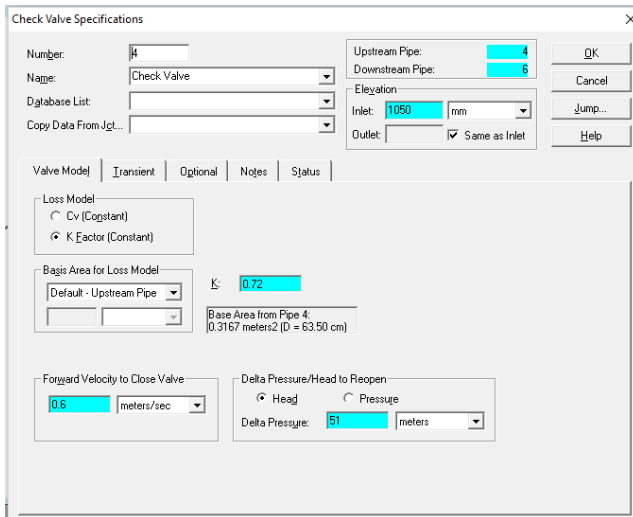 Check Valve Specifications
Number: 4
Name: Check Valve
Database List:
Copy Data From Jct...
Upstream Pipe: 4
Downstream Pipe: 6
Elevation
Inlet: 1050 mm
Outlet: Same as Inlet
OK
Cancel
Jump...
Help
Valve Model Transient Optional Notes Status
Loss Model
Cv (Constant)
K Factor (Constant)
Basis Area for Loss Model
Default - Upstream Pipe
K: 0.72
Base Area from Pipe 4:
0.3167 meters2 (D = 63.50 cm)
Forward Velocity to Close Valve
0.6 meters/sec
Delta Pressure/Head to Reopen
Head Pressure
Delta Pressure: 51 meters